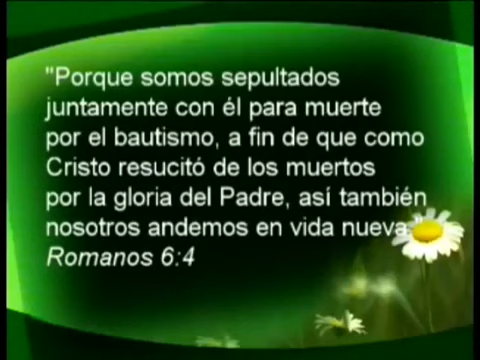 "Porque somos sepultados
juntamente con él para muerte
por el bautismo, a fin de que como
Cristo resucitó de los muertos
por la gloria del Padre, así también
nosotros andemos en vida nueva."
Romanos 6:4